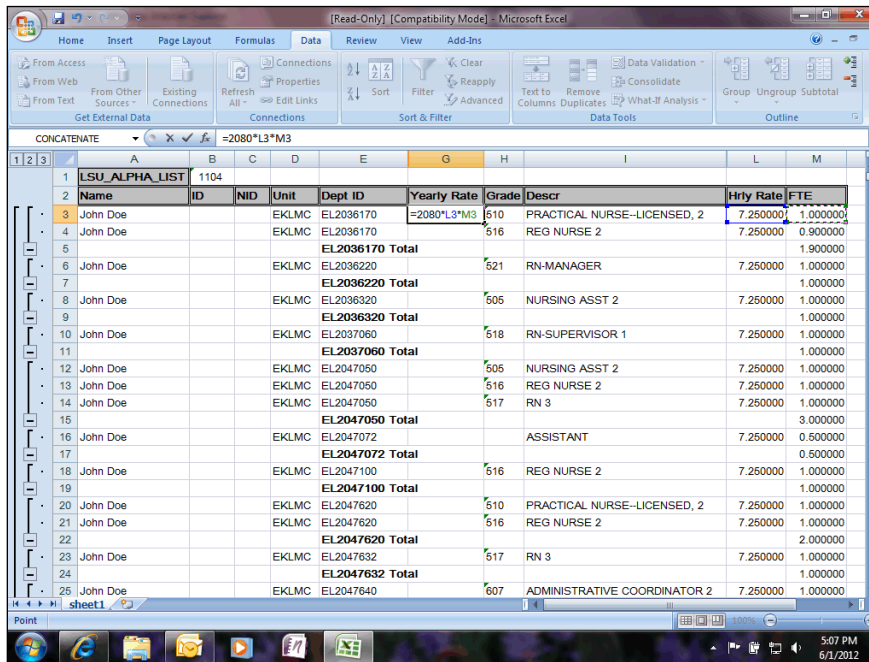 [Read-Only] [Compatibility Mode] - Microsoft Excel
Home Insert Page Layout Formulas Data Review View Add-Ins
From Access
From Web
From Text
From Other Sources
Existing Connections
Get External Data
Refresh All
Connections
Properties
Edit Links
Connections
Sort
Filter
Clear
Reapply
Advanced
Sort & Filter
Text to Columns
Remove Duplicates
Data Validation
Consolidate
What-If Analysis
Data Tools
Group Ungroup Subtotal
Outline
CONCATENATE fx =2080*L3*M3
1 2 3 A B C D E G H I L M
1 LSU_ALPHA_LIST 1104
2 Name ID NID Unit Dept ID Yearly Rate Grade Descr Hrly Rate FTE
3 John Doe EKLMC EL2036170 =2080*L3*M3 510 PRACTICAL NURSE--LICENSED, 2 7.250000 1.000000
4 John Doe EKLMC EL2036170 516 REG NURSE 2 7.250000 0.900000
5 EL2036170 Total 1.900000
6 John Doe EKLMC EL2036220 521 RN-MANAGER 7.250000 1.000000
7 EL2036220 Total 1.000000
8 John Doe EKLMC EL2036320 505 NURSING ASST 2 7.250000 1.000000
9 EL2036320 Total 1.000000
10 John Doe EKLMC EL2037060 518 RN-SUPERVISOR 1 7.250000 1.000000
11 EL2037060 Total 1.000000
12 John Doe EKLMC EL2047050 505 NURSING ASST 2 7.250000 1.000000
13 John Doe EKLMC EL2047050 516 REG NURSE 2 7.250000 1.000000
14 John Doe EKLMC EL2047050 517 RN 3 7.250000 1.000000
15 EL2047050 Total 3.000000
16 John Doe EKLMC EL2047072 ASSISTANT 7.250000 0.500000
17 EL2047072 Total 0.500000
18 John Doe EKLMC EL2047100 516 REG NURSE 2 7.250000 1.000000
19 EL2047100 Total 1.000000
20 John Doe EKLMC EL2047620 510 PRACTICAL NURSE--LICENSED, 2 7.250000 1.000000
21 John Doe EKLMC EL2047620 516 REG NURSE 2 7.250000 1.000000
22 EL2047620 Total 2.000000
23 John Doe EKLMC EL2047632 517 RN 3 7.250000 1.000000
24 EL2047632 Total 1.000000
25 John Doe EKLMC EL2047640 607 ADMINISTRATIVE COORDINATOR 2 7.250000 1.000000
sheet1
Point 100%
5:07 PM
6/1/2012